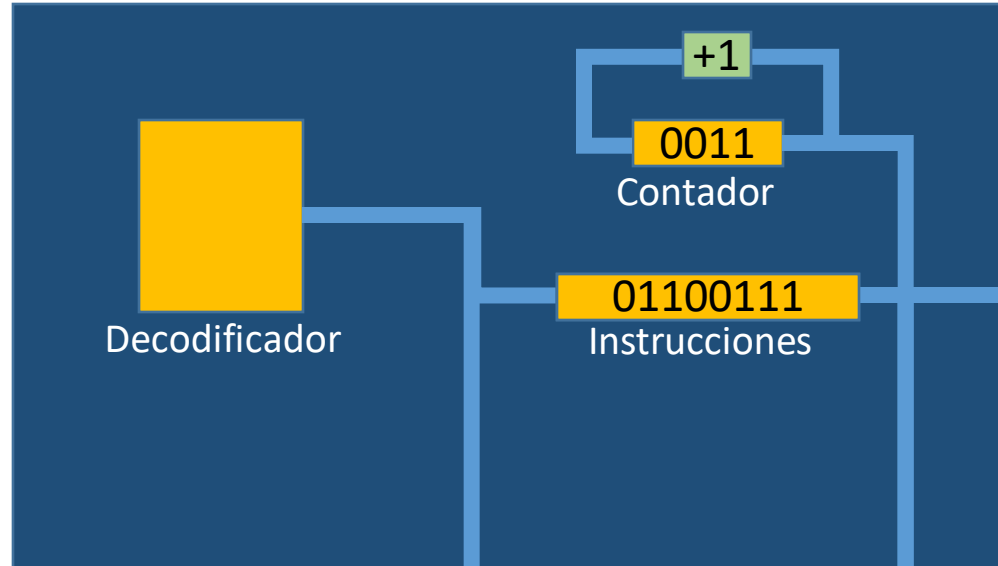 +1
0011
Contador
01100111
Instrucciones
Decodificador